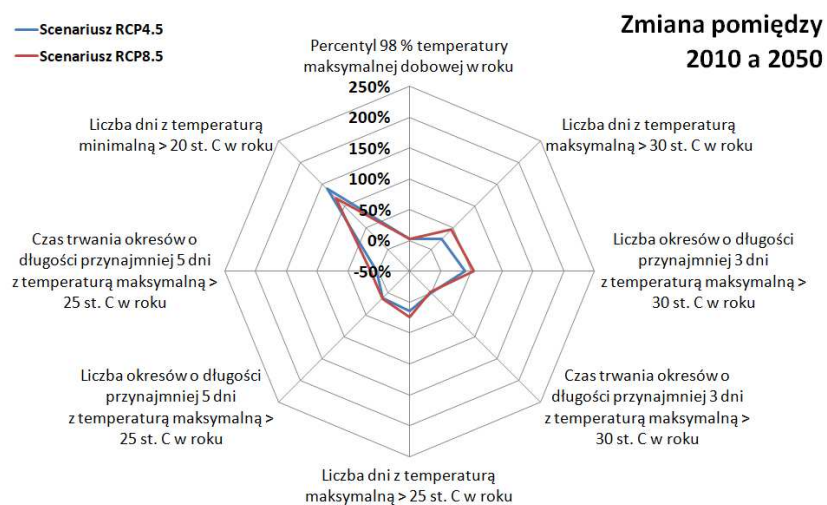 Scenariusz RCP4.5
Scenariusz RCP8.5
Zmiana pomiędzy
2010 a 2050
Percentyl 98 % temperatury
maksymalnej dobowej w roku
250%
200%
150%
100%
50%
0%
-50%
Liczba dni z temperaturą
maksymalną > 30 st. C w roku
Liczba okresów o długości
przynajmniej 3 dni
z temperaturą maksymalną >
30 st. C w roku
Czas trwania okresów o
długości przynajmniej 3 dni
z temperaturą maksymalną >
30 st. C w roku
Liczba dni z temperaturą
maksymalną > 25 st. C w roku
Liczba okresów o długości
przynajmniej 5 dni
z temperaturą maksymalną >
25 st. C w roku
Czas trwania okresów o
długości przynajmniej 5 dni
z temperaturą maksymalną >
25 st. C w roku
Liczba dni z temperaturą
minimalną > 20 st. C w roku